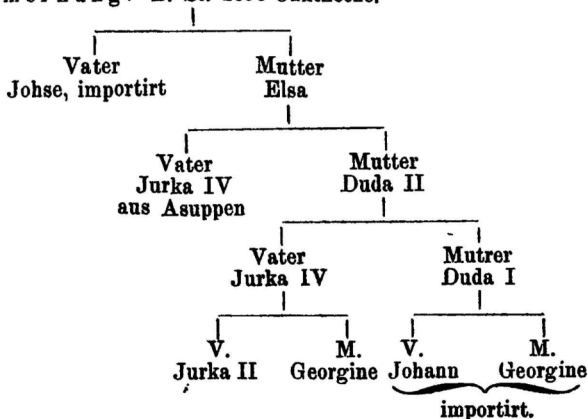 Vater Mutter
Johse, importirt Elsa
Vater Mutter
Jurka IV Duda II
aus Asuppen
Vater Mutrer
Jurka IV Duda I
V. M. V. M.
Jurka II Georgine Johann Georgine
importirt.